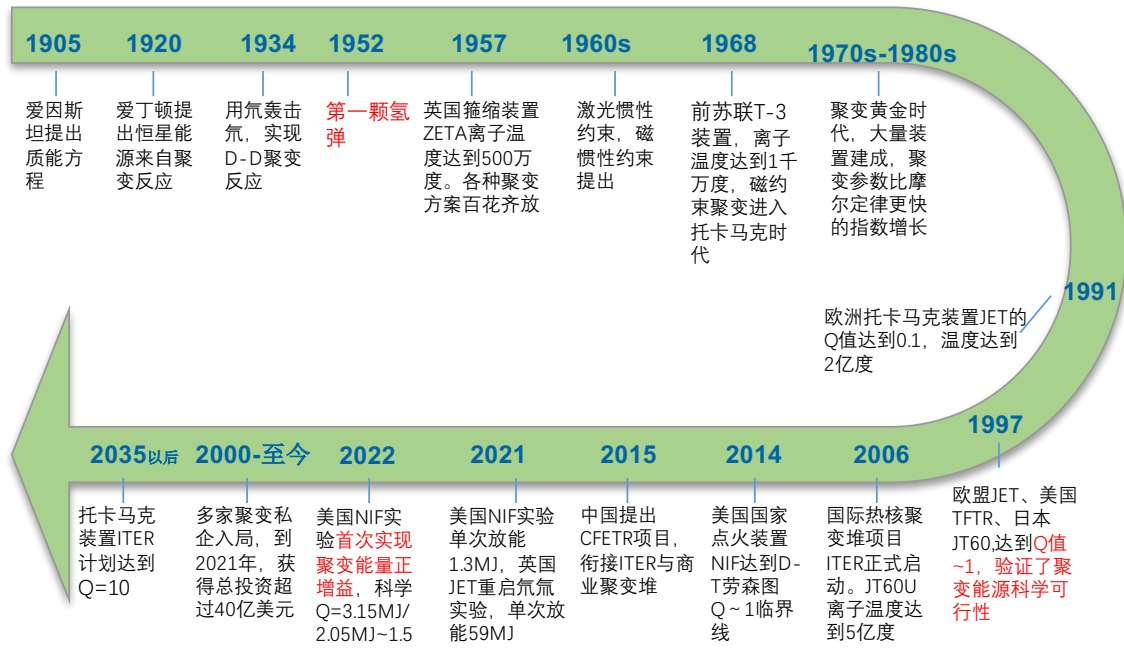 1905
爱因斯
坦提出
质能方
程
1920
爱丁顿提
出恒星能
源来自聚
变反应
1934
用氘轰击
氘，实现
D-D聚变
反应
1952
第一颗氢
弹
1957
英国箍缩装置
ZETA离子温
度达到500万
度。各种聚变
方案百花齐放
1960s
激光惯性
约束，磁
惯性约束
提出
1968
前苏联T-3
装置，离子
温度达到1千
万度，磁约
束聚变进入
托卡马克时
代
1970s-1980s
聚变黄金时
代，大量装
置建成，聚
变参数比摩
尔定律更快
的指数增长
1991
欧洲托卡马克装置JET的
Q值达到0.1，温度达到
2亿度
1997
欧盟JET、美国
TFTR、日本
JT60,达到Q值
~1，验证了聚
变能源科学可
行性
2006
国际热核聚
变堆项目
ITER正式启
动。JT60U
离子温度达
到5亿度
2014
美国国家
点火装置
NIF达到D-
T劳森图
Q～1临界
线
2015
中国提出
CFETR项目，
衔接ITER与商
业聚变堆
2021
美国NIF实验
单次放能
1.3MJ，英国
JET重启氘氚
实验，单次放
能59MJ
2022
美国NIF实
验首次实现
聚变能量正
增益，科学
Q=3.15MJ/
2.05MJ~1.5
2000-至今
多家聚变私
企入局，到
2021年，获
得总投资超
过40亿美元
2035以后
托卡马克
装置ITER
计划达到
Q=10